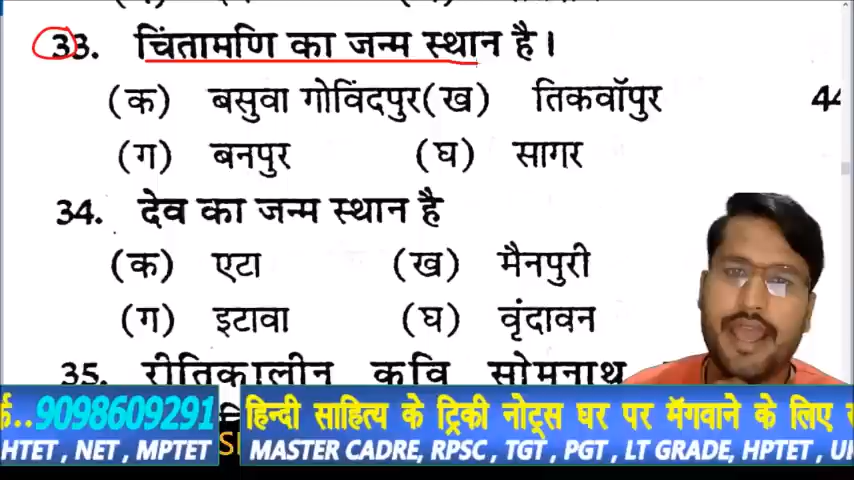 33. चिंतामणि का जन्म स्थान है।
(क) बसुवा गोविंदपुर (ख) तिकवॉपुर
44
(ग) बनपुर (घ) सागर
34. देव का जन्म स्थान है
(क) एटा (ख) मैनपुरी
(ग) इटावा (घ) वृंदावन
35. रीतिकालीन कवि सोमनाथ
9098609291 हिन्दी साहित्य के ट्रिकी नोट्स घर पर मॅगवाने के लिए
HTET, NET, MPTET MASTER CADRE, RPSC, TGT, PGT, LT GRADE, HPTET,